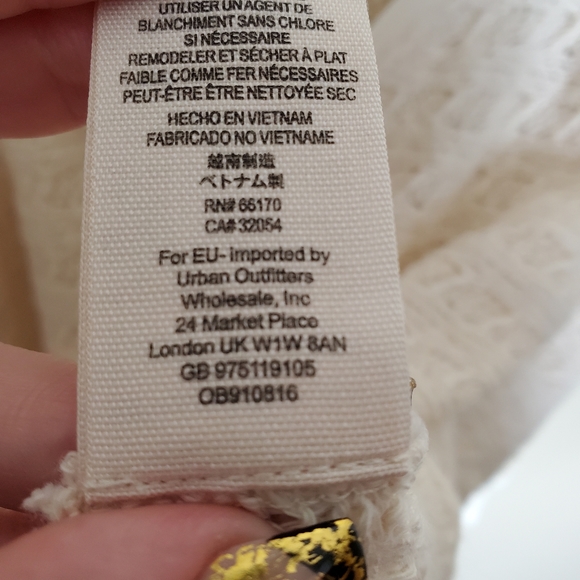 UTILISER UN AGENT DE
BLANCHIMENT SANS CHLORE
SI NÉCESSAIRE
REMODELER ET SÉCHER À PLAT
FAIBLE COMME FER NÉCESSAIRES
PEUT-ÊTRE ÊTRE NETTOYÉE SEC
HECHO EN VIETNAM
FABRICADO NO VIETNAME
越南制造
ベトナム製
RN# 66170
CA# 32054
For EU- imported by
Urban Outfitters
Wholesale, Inc
24 Market Place
London UK W1W 8AN
GB 975119105
OB910816